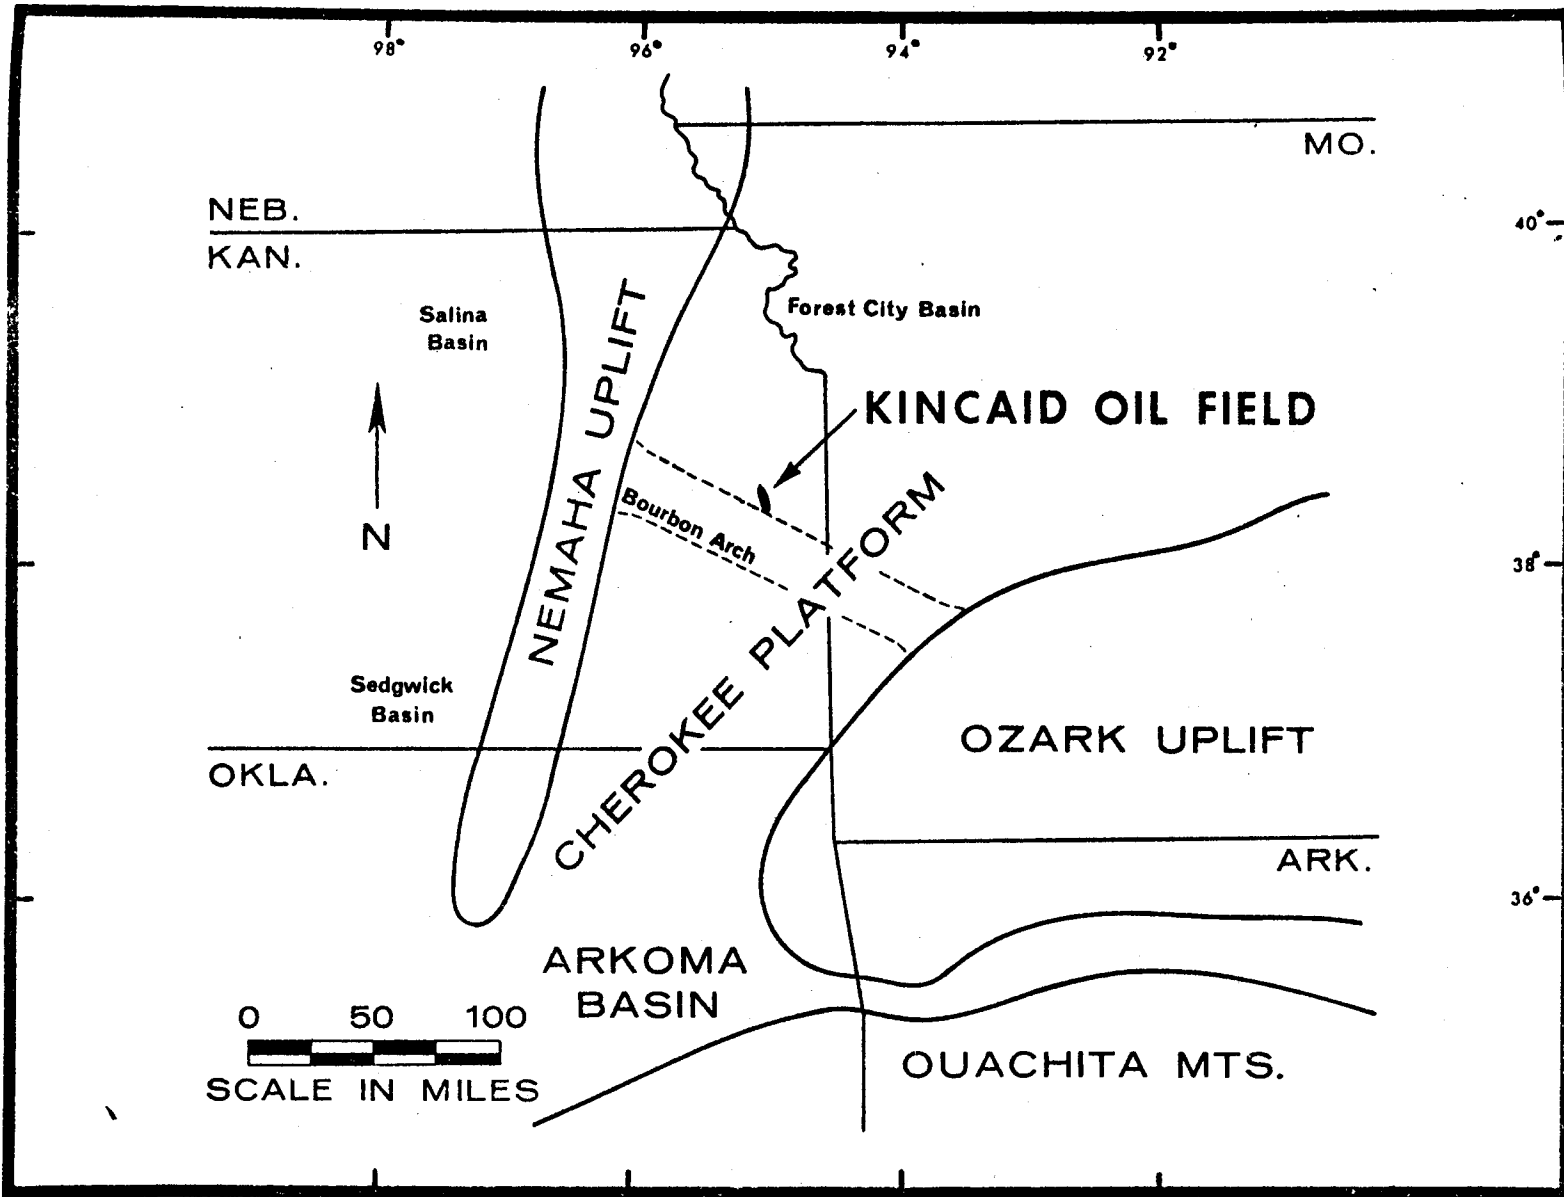 98°
96°
94°
92°
MO.
NEB.
40°
KAN.
Salina
Basin
Forest City Basin
NEMAHA UPLIFT
KINCAID OIL FIELD
N
Bourbon Arch
CHEROKEE PLATFORM
38°
Sedgwick
Basin
OZARK UPLIFT
OKLA.
ARK.
36°
ARKOMA
BASIN
0 50 100
SCALE IN MILES
OUACHITA MTS.